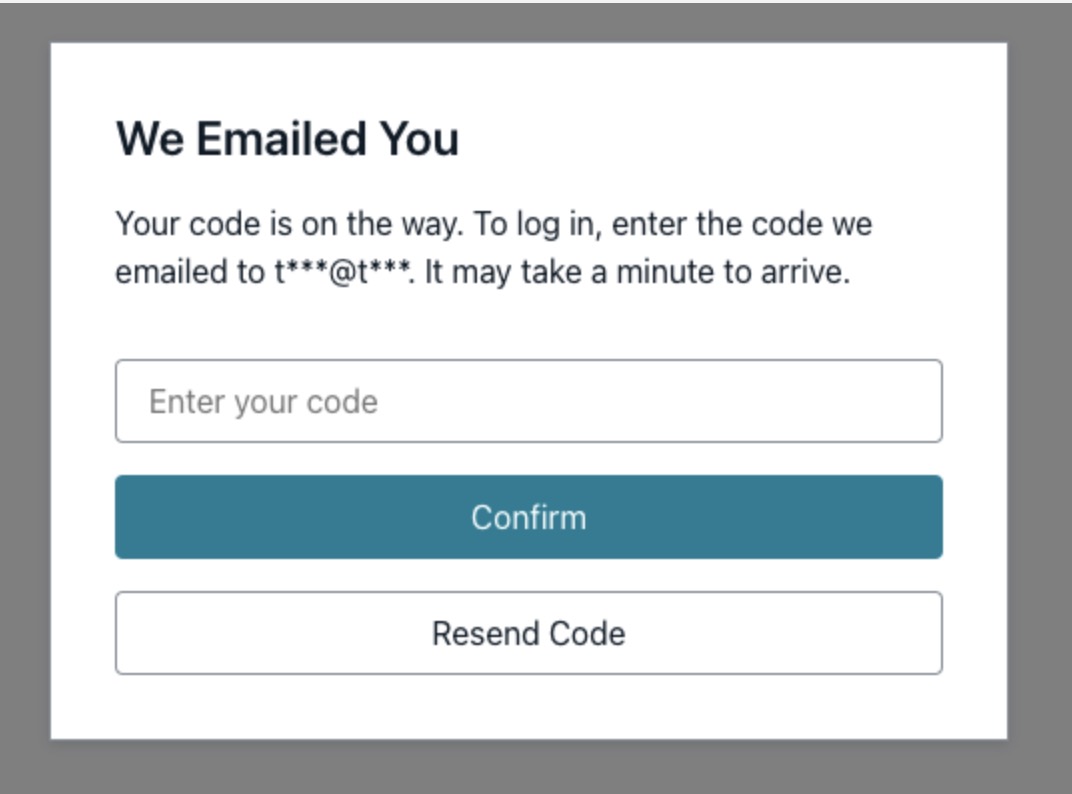 We Emailed You
Your code is on the way. To log in, enter the code we
emailed to t***@t***. It may take a minute to arrive.
Enter your code
Confirm
Resend Code